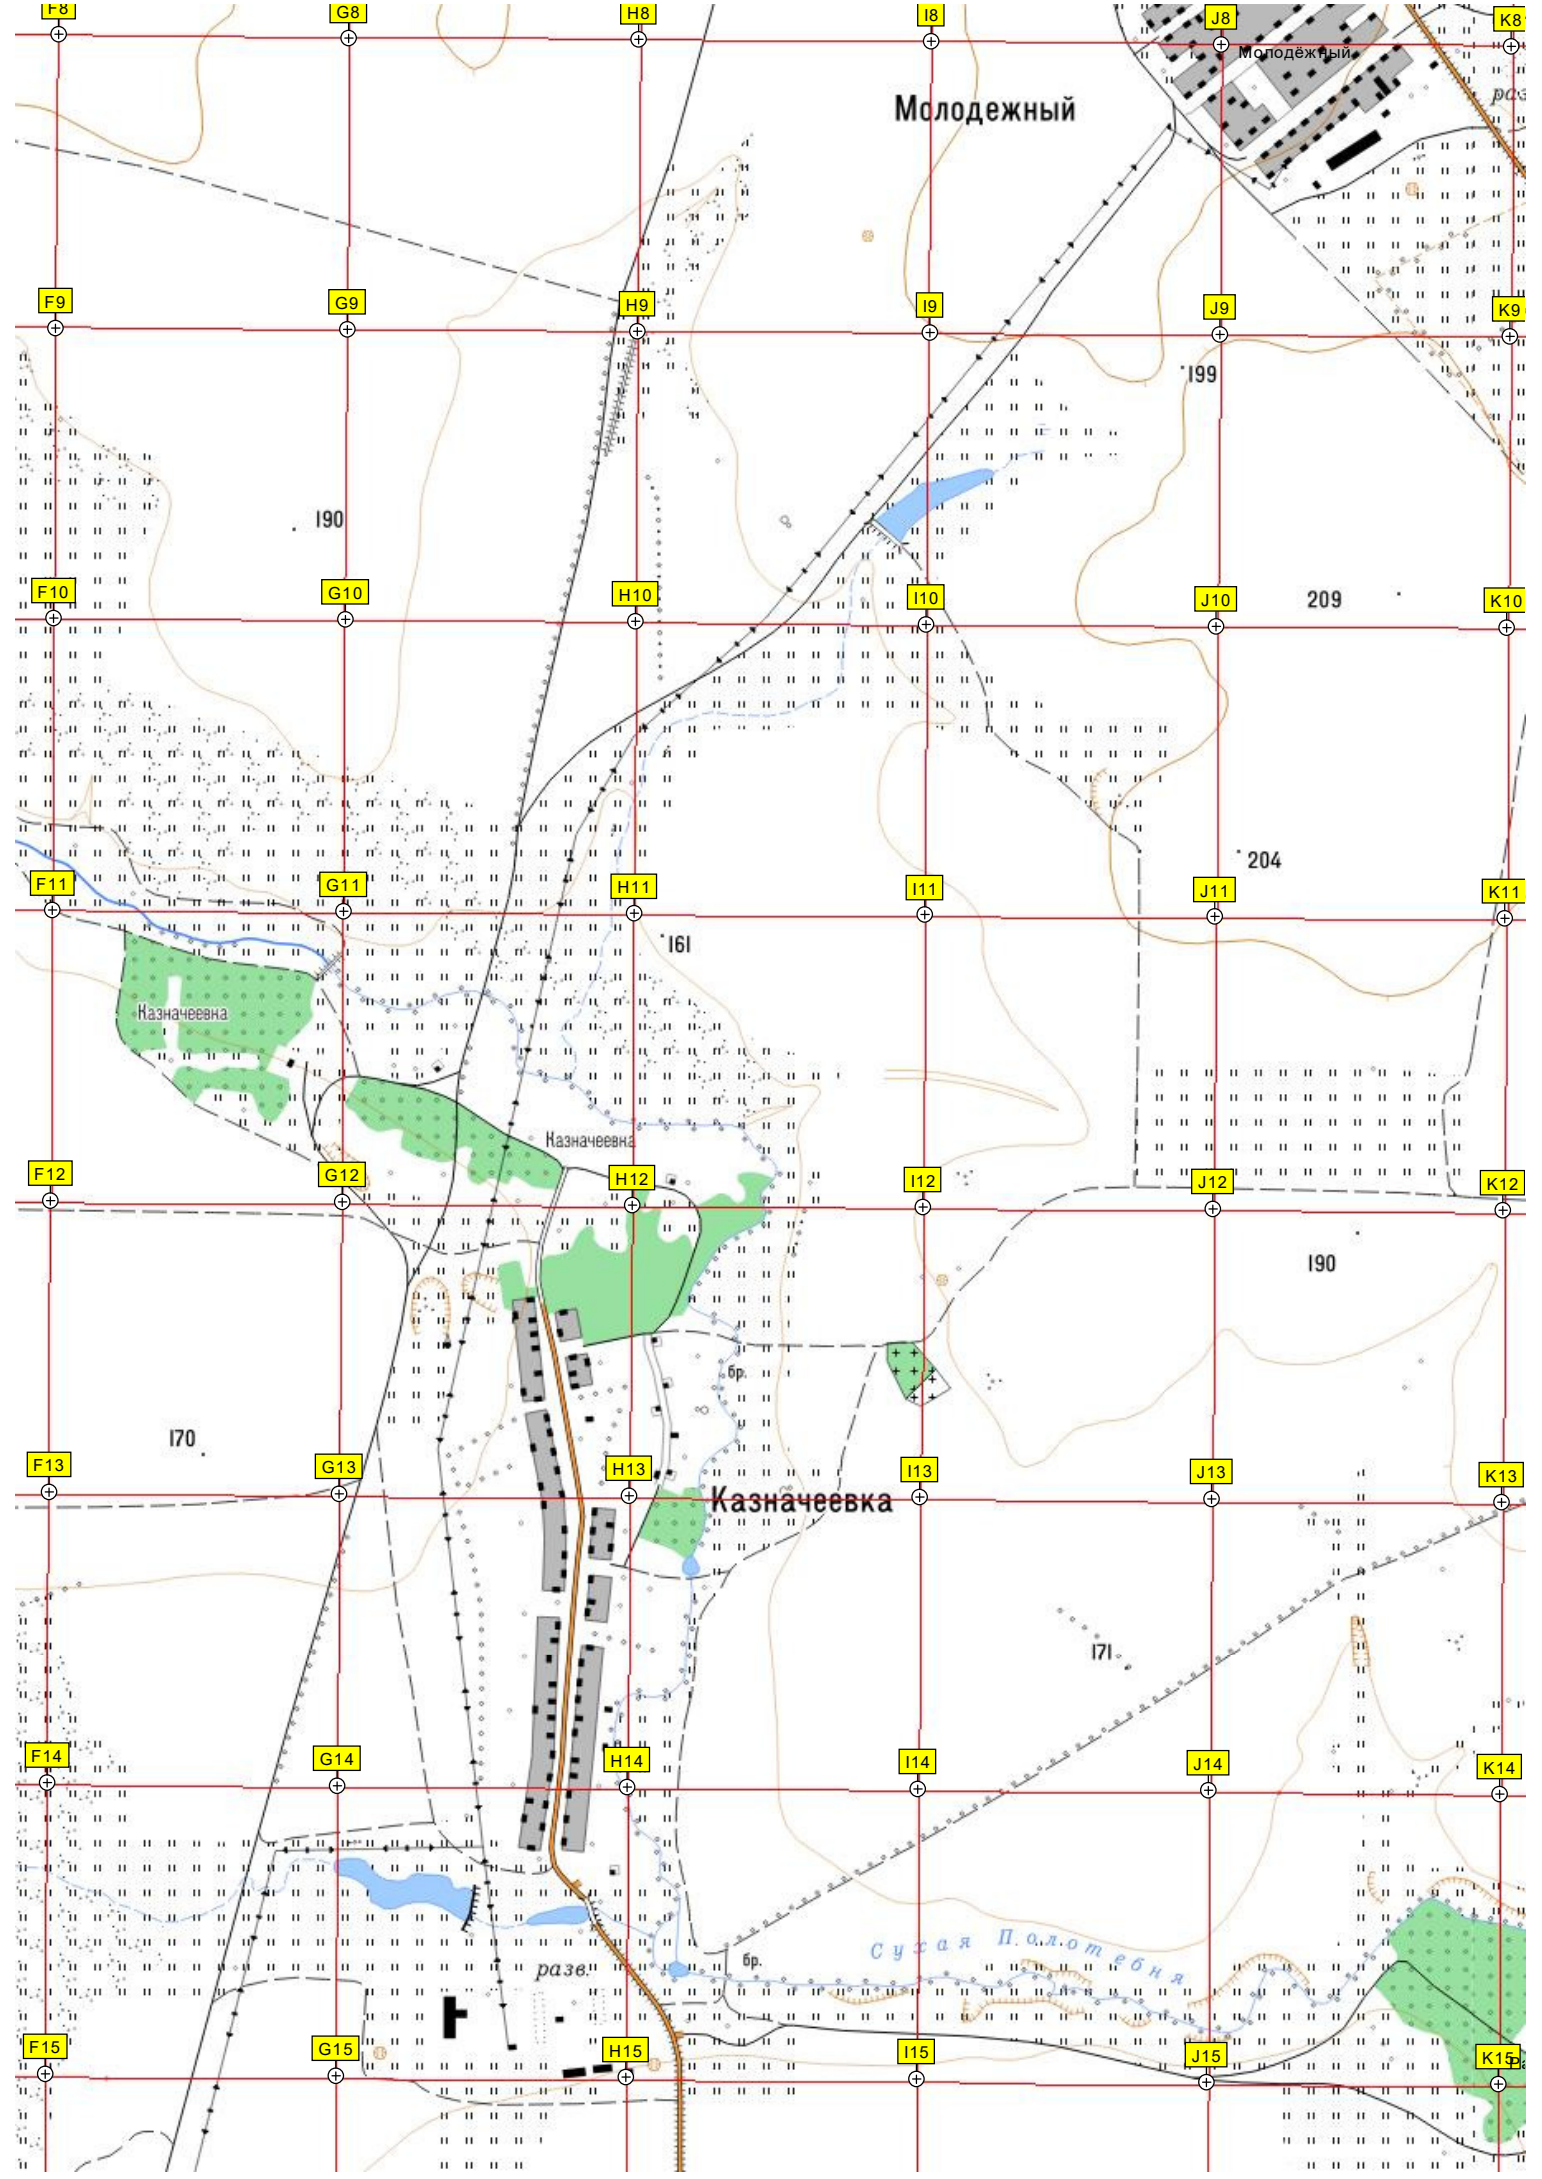 F8 G8 H8 I8 J8 K8
Молодёжный
раз
Молодежный
F9 G9 H9 I9 J9 K9
199
190
F10 G10 H10 I10 J10 K10
209
204
F11 G11 H11 I11 J11 K11
161
Казначеевка
Казначеевка
F12 G12 H12 I12 J12 K12
190
бр.
170
F13 G13 H13 I13 J13 K13
Казначеевка
171
F14 G14 H14 I14 J14 K14
Сухая Полотебня
бр.
разв.
F15 G15 H15 I15 J15 K15